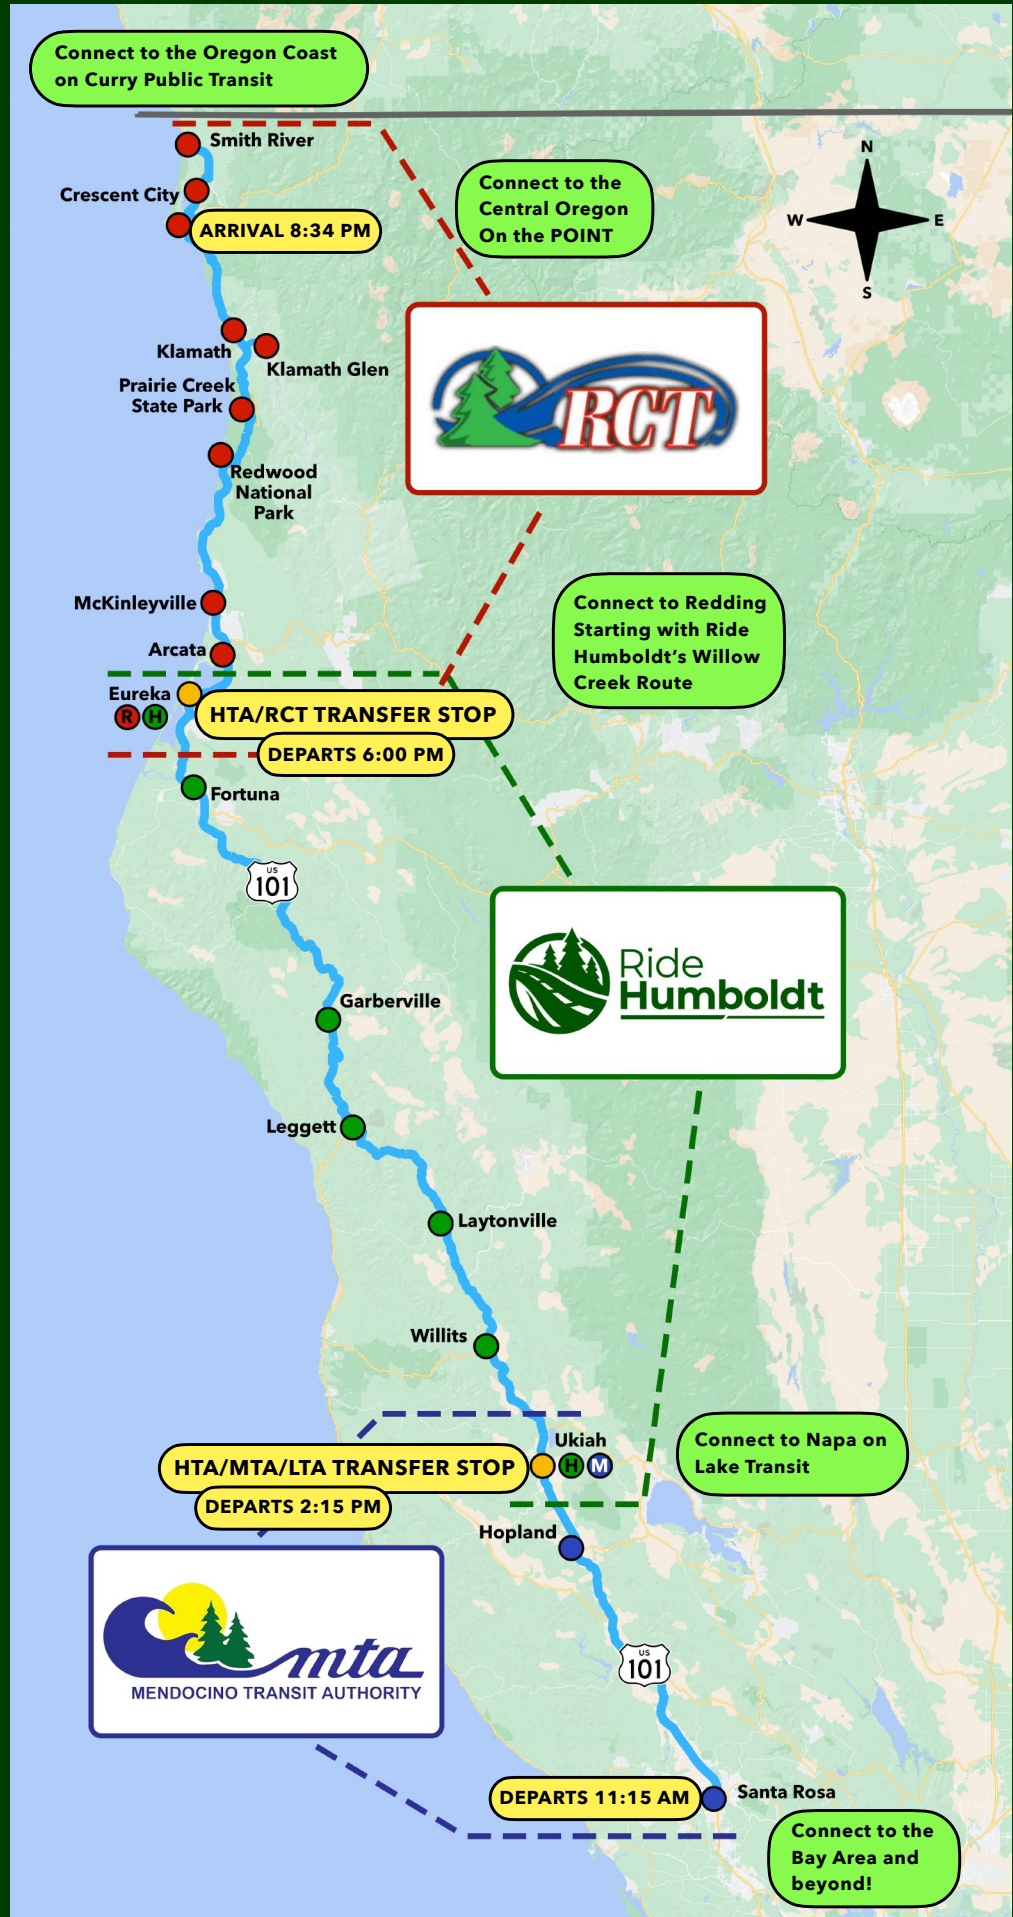 Connect to the Oregon Coast
on Curry Public Transit
Smith River
N
W
E
S
Connect to the
Central Oregon
On the POINT
Crescent City
ARRIVAL 8:34 PM
Klamath
Klamath Glen
Prairie Creek
State Park
RCT
Redwood
National
Park
McKinleyville
Connect to Redding
Starting with Ride
Humboldt's Willow
Creek Route
Arcata
Eureka
R H
HTA/RCT TRANSFER STOP
DEPARTS 6:00 PM
Fortuna
US
101
Ride
Humboldt
Garberville
Leggett
Laytonville
Willits
Ukiah
H M
HTA/MTA/LTA TRANSFER STOP
DEPARTS 2:15 PM
Connect to Napa on
Lake Transit
Hopland
mta
MENDOCINO TRANSIT AUTHORITY
US
101
DEPARTS 11:15 AM
Santa Rosa
Connect to the
Bay Area and
beyond!